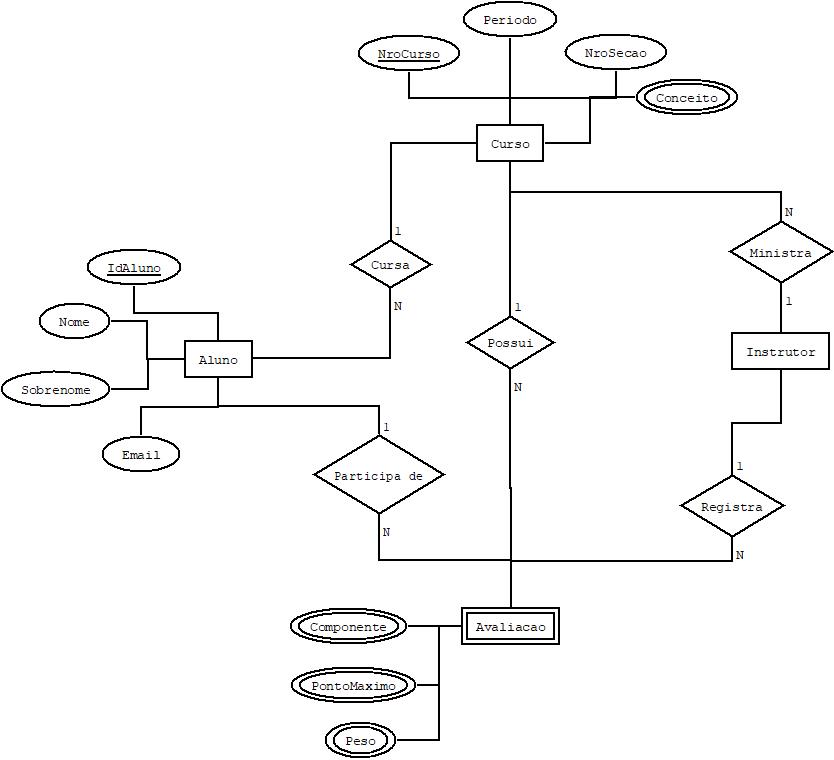 Periodo
NroCurso
NroSecao
Conceito
Curso
1
N
Cursa
Ministra
IdAluno
N
1
1
Nome
Possui
Instrutor
Aluno
N
Sobrenome
1
Email
1
Participa de
Registra
N
N
Componente
Avaliacao
PontoMaximo
Peso